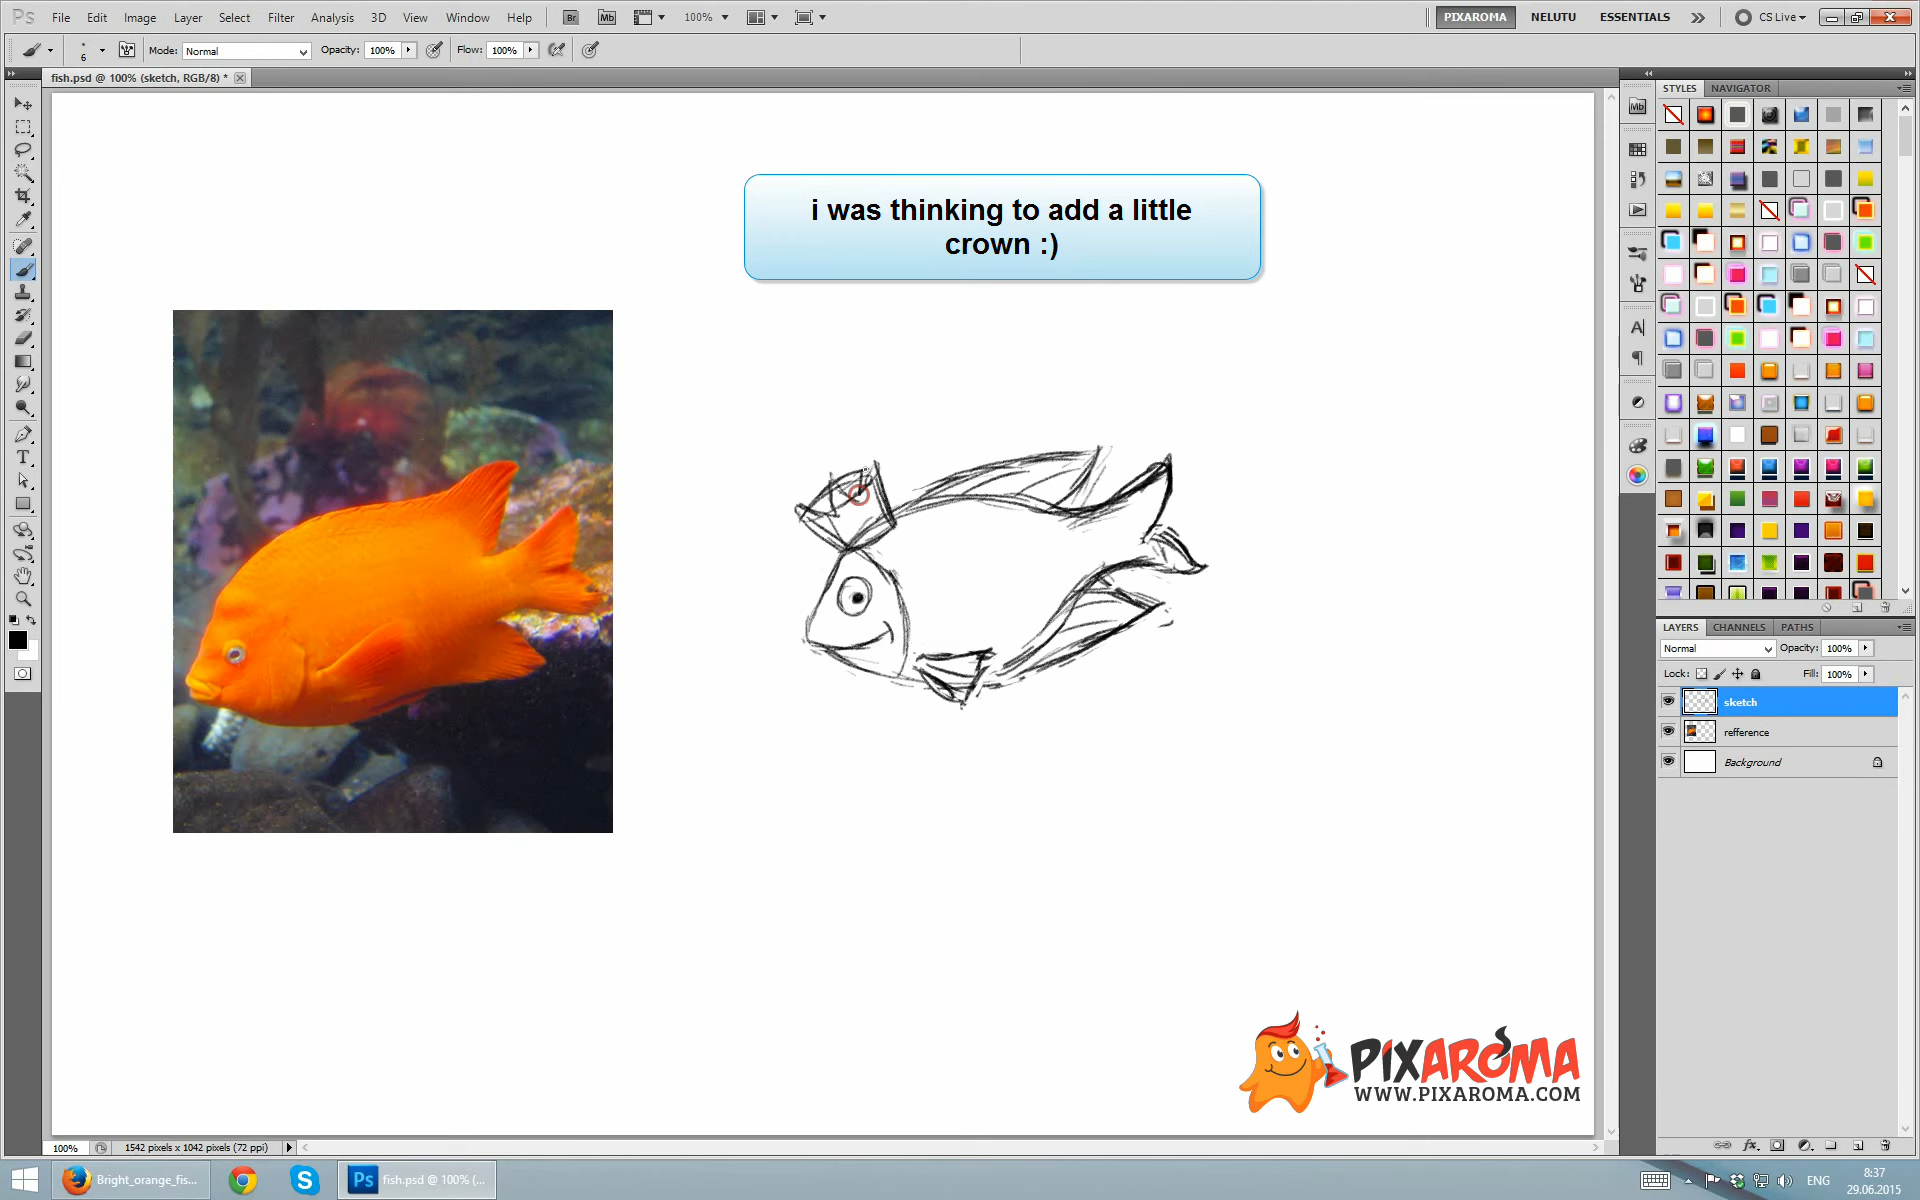 Ps File Edit Image Layer Select Filter Analysis 3D View Window Help Br Mb 100% PIXAROMA NELUTU ESSENTIALS CS Live
6 Mode: Normal Opacity: 100% Flow: 100%
fish.psd @ 100% (sketch, RGB/8) *
STYLES NAVIGATOR
Mb
i was thinking to add a little
crown :)
A
LAYERS CHANNELS PATHS
Normal Opacity: 100%
Lock: Fill: 100%
sketch
refference
Background
PIXAROMA
WWW.PIXAROMA.COM
100% 1542 pixels x 1042 pixels (72 ppi)
Bright_orange_fis... Ps fish.psd @ 100% (... ENG 8:37
29.06.2015